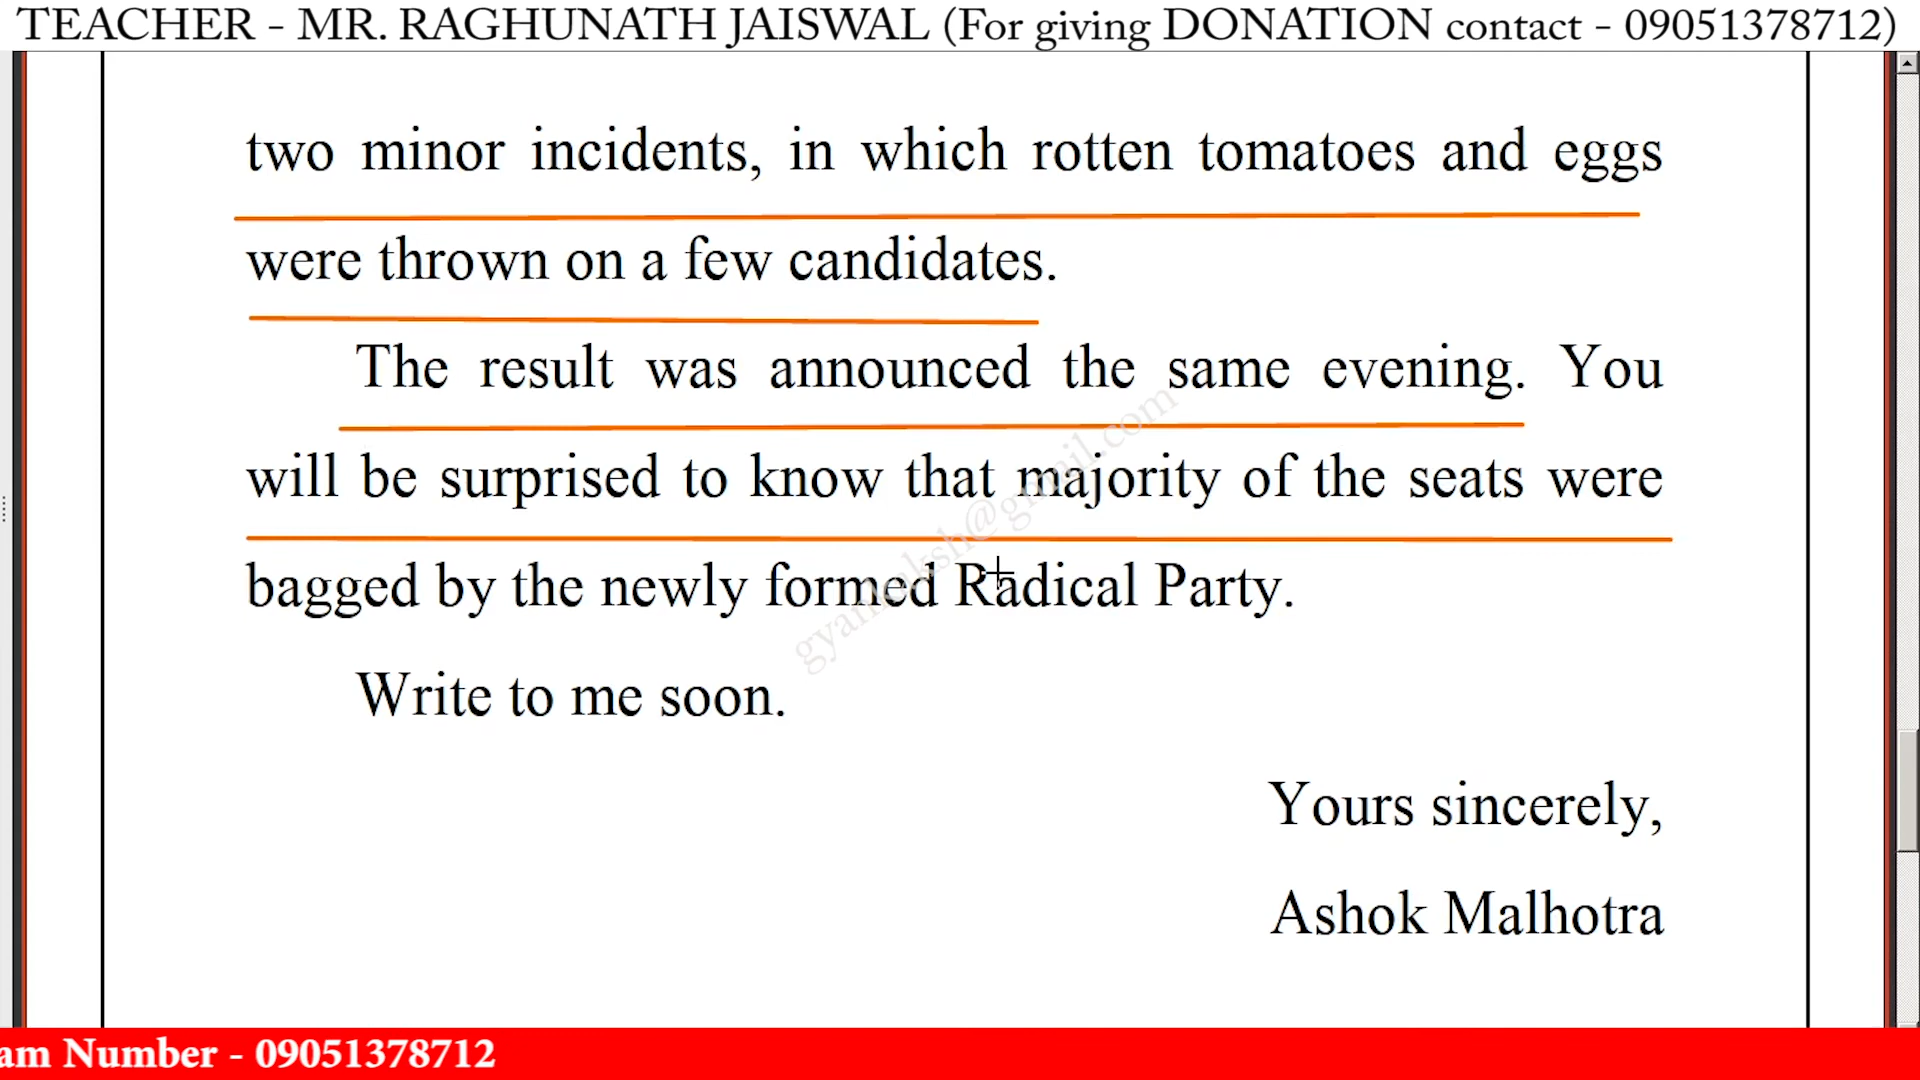 TEACHER - MR. RAGHUNATH JAISWAL (For giving DONATION contact - 09051378712)
two minor incidents, in which rotten tomatoes and eggs
were thrown on a few candidates.
The result was announced the same evening. You
will be surprised to know that majority of the seats were
bagged by the newly formed Radical Party.
Write to me soon.
Yours sincerely,
Ashok Malhotra
am Number - 09051378712